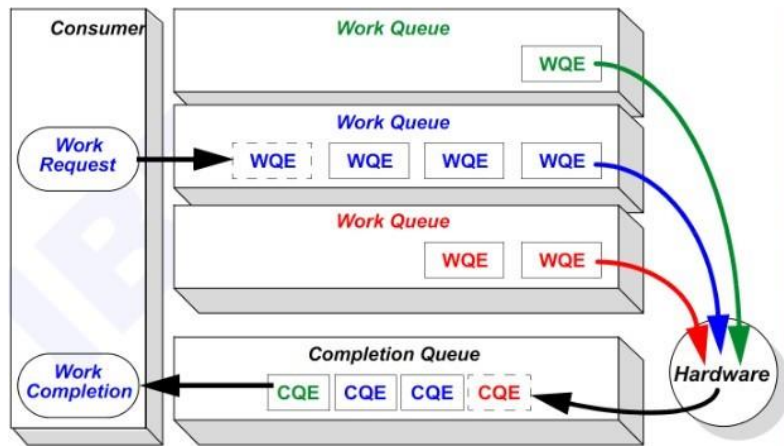 Consumer
Work Queue
WQE
Work Queue
Work
Request
WQE WQE WQE WQE
Work Queue
WQE WQE
Completion Queue
Work
Completion
CQE CQE CQE CQE
Hardware